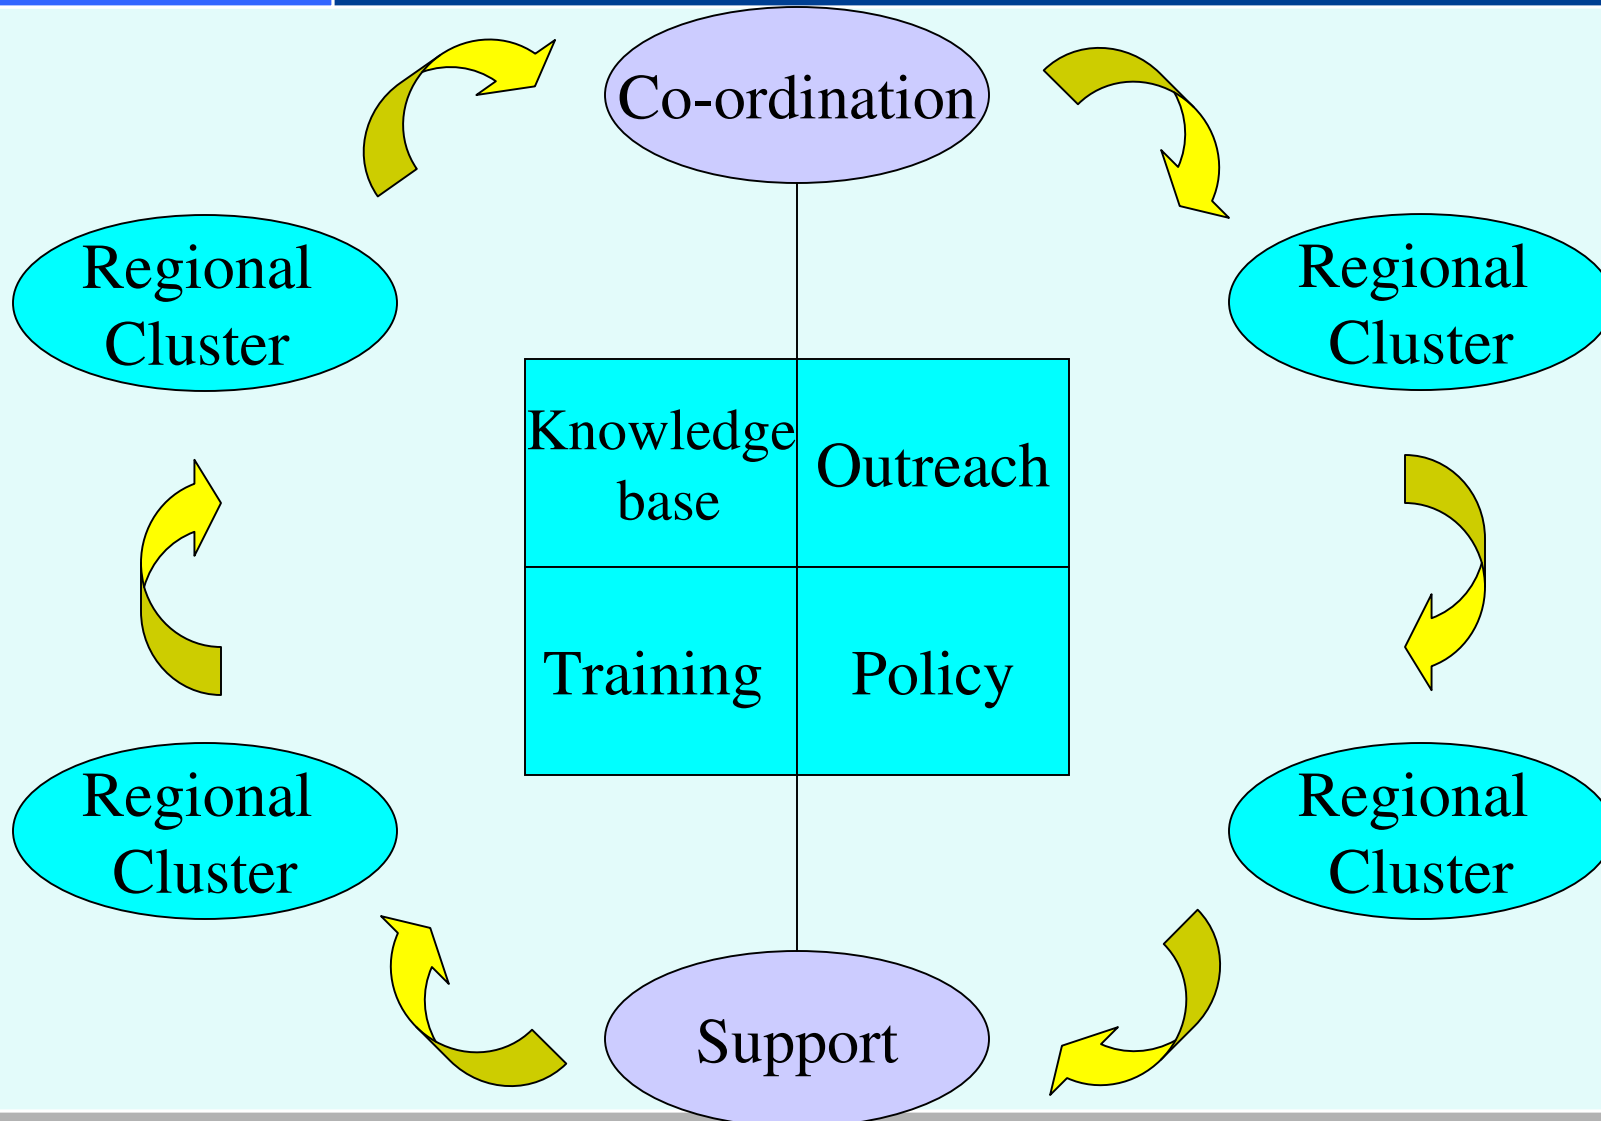 Co-ordination
Regional
Cluster
Regional
Cluster
Knowledge
base
Outreach
Training
Policy
Regional
Cluster
Regional
Cluster
Support